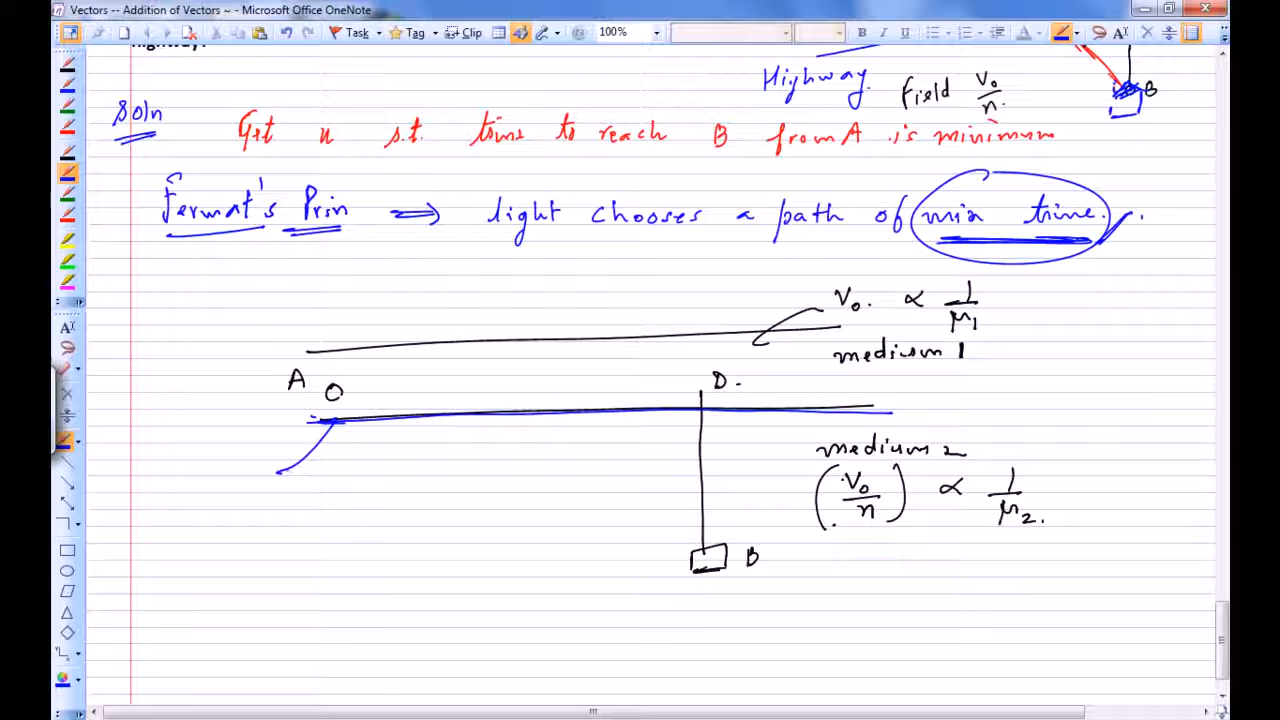 Vectors -- Addition of Vectors ~ - Microsoft Office OneNote
Task Tag Clip 100% B I U
highway?
Highway. Field V₀/n. B
Soln Get x s.t. time to reach B from A is minimum
Fermat's Prin ⇒ light chooses a path of min time.
V₀. ∝ 1/μ₁
medium 1
A O D.
medium 2
(V₀/n) ∝ 1/μ₂.
B